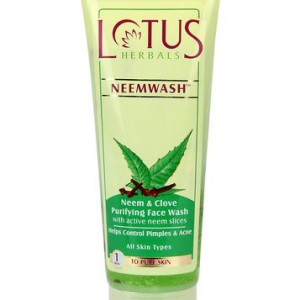 LOTUS
HERBALS
NEEMWASH™
Neem & Clove
Purifying Face Wash
with active neem slices
Helps Control Pimples & Acne
All Skin Types
1
TO PURE SKIN